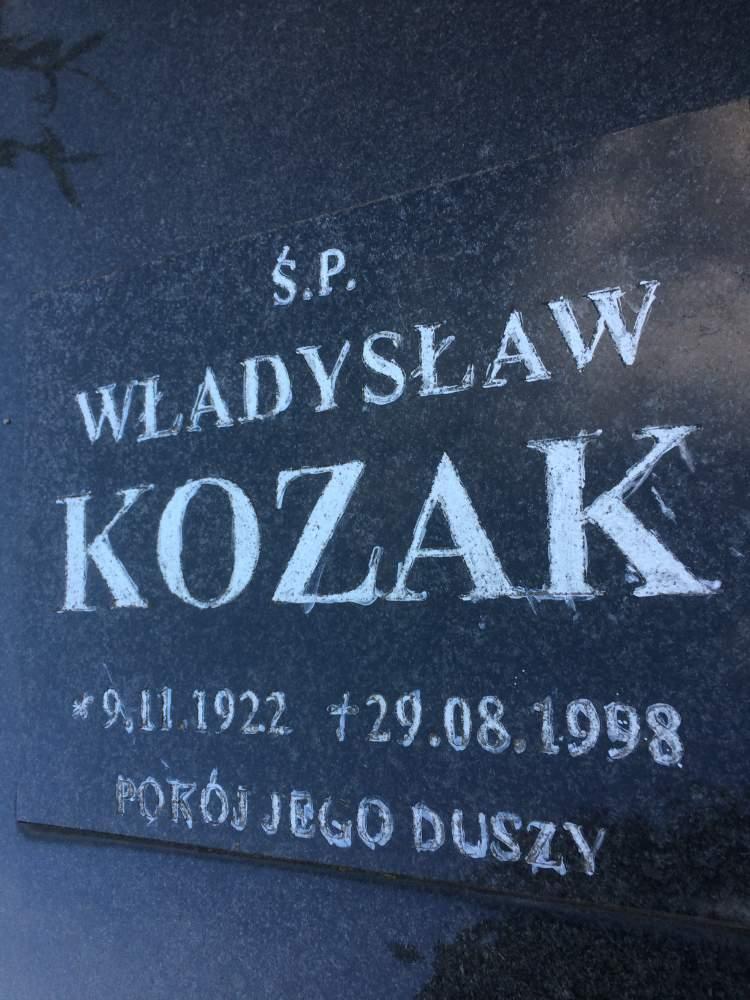 Ś.P.
WŁADYSŁAW
KOZAK
*9.11.1922 †29.08.1998
POKÓJ JEGO DUSZY